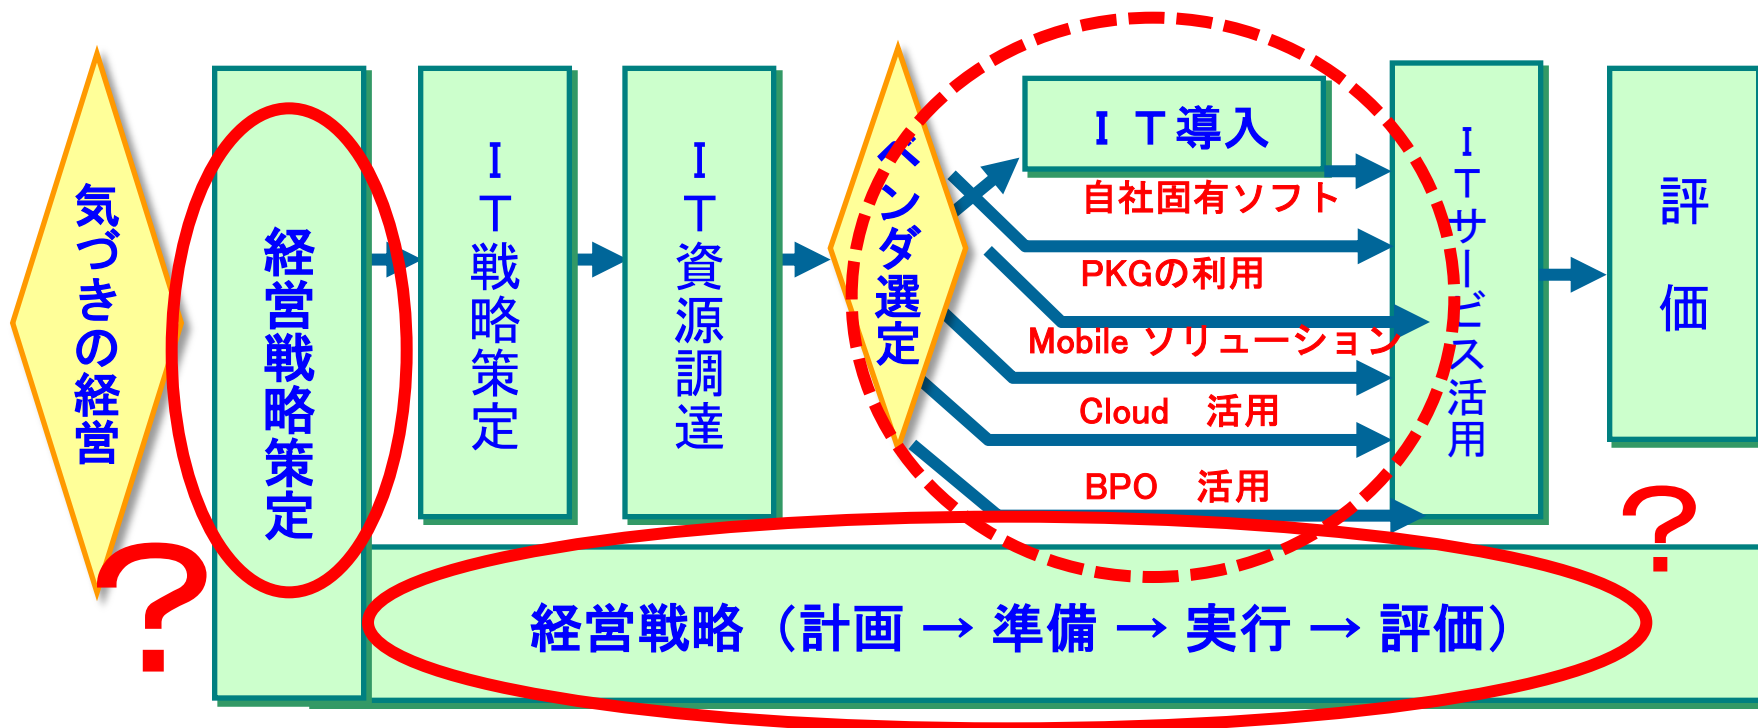 気づきの経営
経営戦略策定
ＩＴ戦略策定
ＩＴ資源調達
ベンダ選定
ＩＴ導入
自社固有ソフト
PKGの利用
Mobile ソリューション
Cloud　活用
BPO　活用
ＩＴサービス活用
評価
？
？
経営戦略（計画 → 準備 → 実行 → 評価）